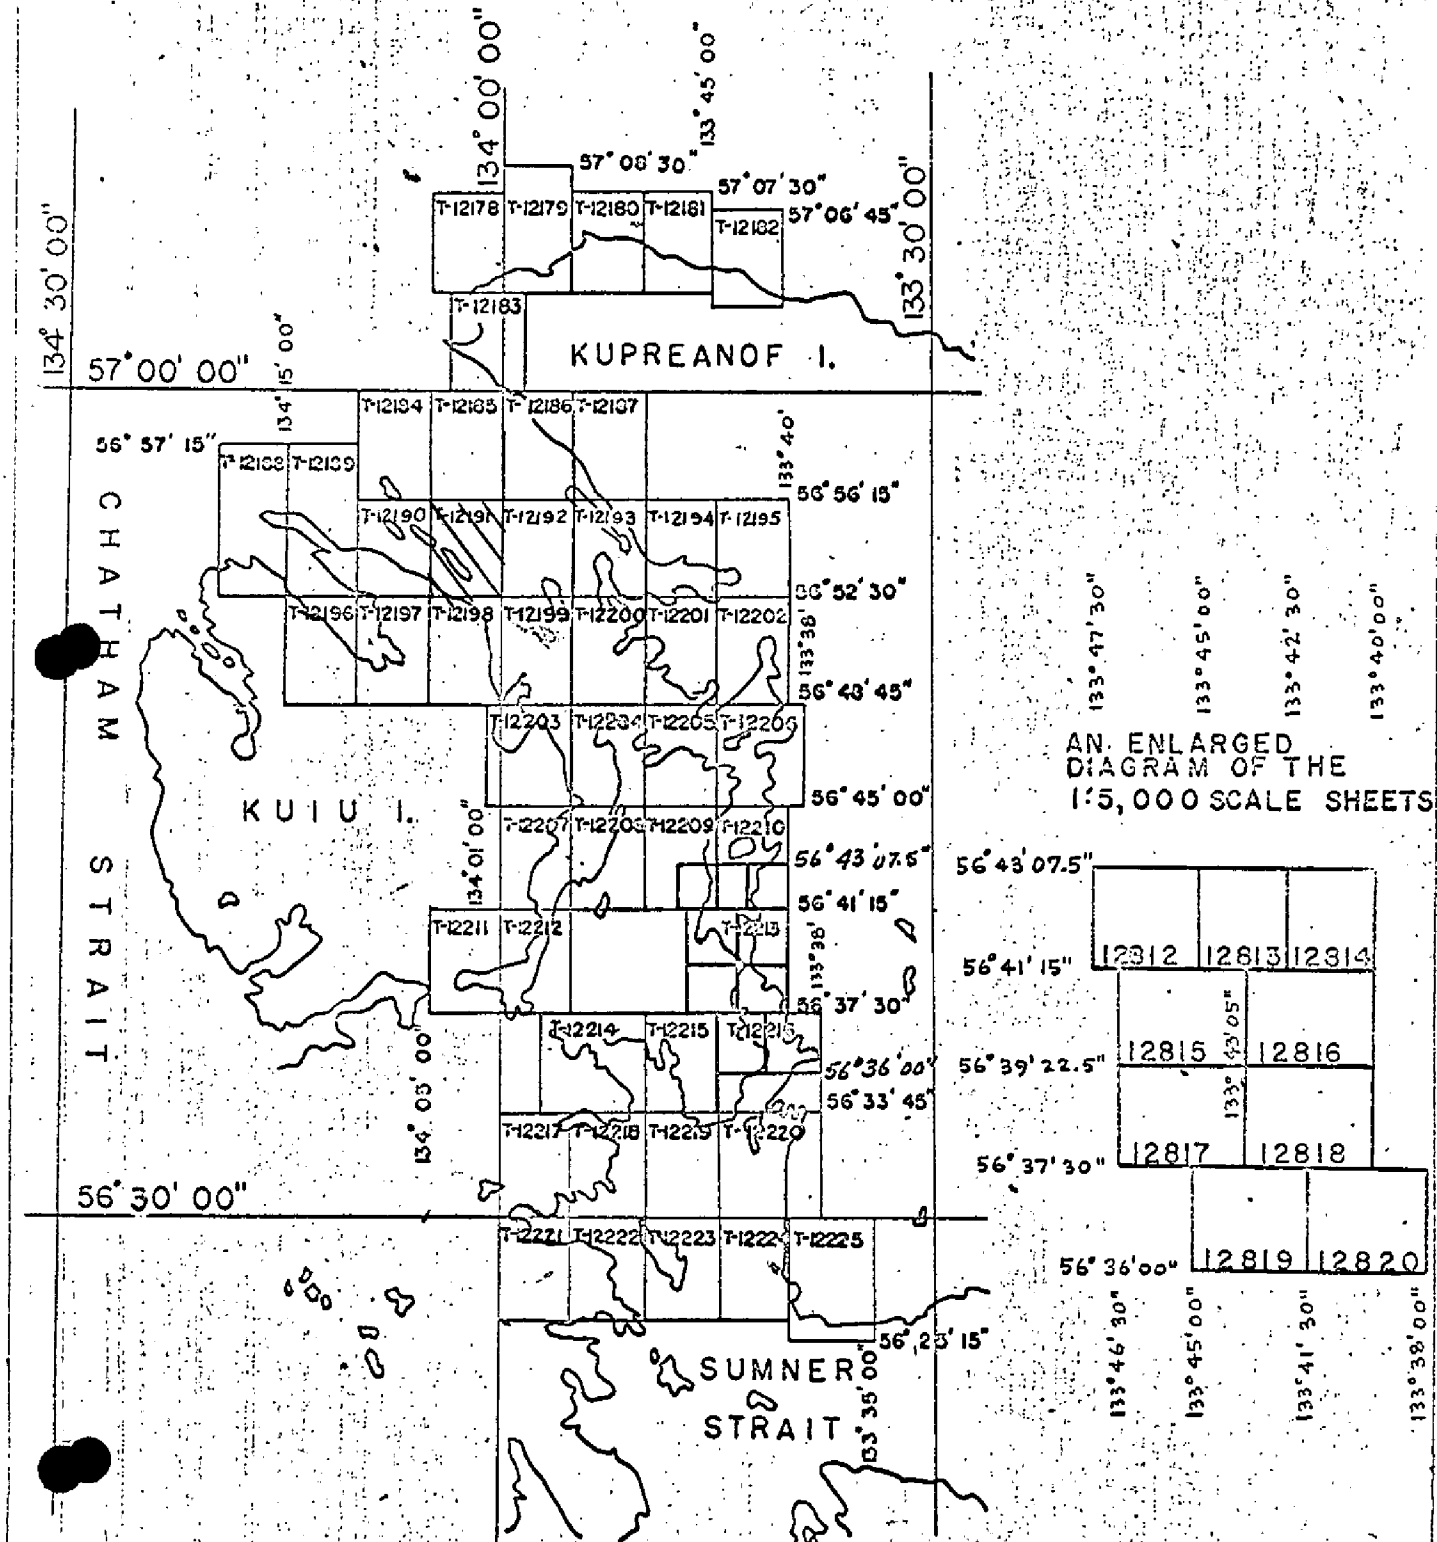 134° 00' 00"
133° 45' 00"
57° 08' 30"
57° 07' 30"
57° 06' 45"
134° 30' 00"
133° 30' 00"
T-12178 T-12179 T-12180 T-12181
T-12182
T-12183
KUPREANOF I.
57° 00' 00"
134° 15' 00"
T-12184 T-12185 T-12186 T-12187
133° 40'
56° 57' 15"
T-12188 T-12189
56° 56' 15"
T-12190 T-12191 T-12192 T-12193 T-12194 T-12195
56° 52' 30"
T-12196 T-12197 T-12198 T-12199 T-12200 T-12201 T-12202
133° 38'
56° 48' 45"
CHATHAM STRAIT
T-12203 T-12204 T-12205 T-12206
56° 45' 00"
KUIU I.
134° 01' 00"
T-12207 T-12208 T-12209 T-12210
56° 43' 07.5"
56° 41' 15"
T-12211 T-12212 T-12213
133° 38'
56° 37' 30"
T-12214 T-12215 T-12216
56° 36' 00"
56° 33' 45"
134° 05' 00"
T-12217 T-12218 T-12219 T-12220
56° 30' 00"
T-12221 T-12222 T-12223 T-12224 T-12225
56° 26' 15"
133° 35' 00"
SUMNER
STRAIT
133° 47' 30"
133° 45' 00"
133° 42' 30"
133° 40' 00"
AN ENLARGED
DIAGRAM OF THE
1:5,000 SCALE SHEETS
56° 43' 07.5"
12812 12813 12814
56° 41' 15"
12815 12816
133° 43' 05"
56° 39' 22.5"
12817 12818
56° 37' 30"
12819 12820
56° 36' 00"
133° 46' 30"
133° 45' 00"
133° 41' 30"
133° 38' 00"